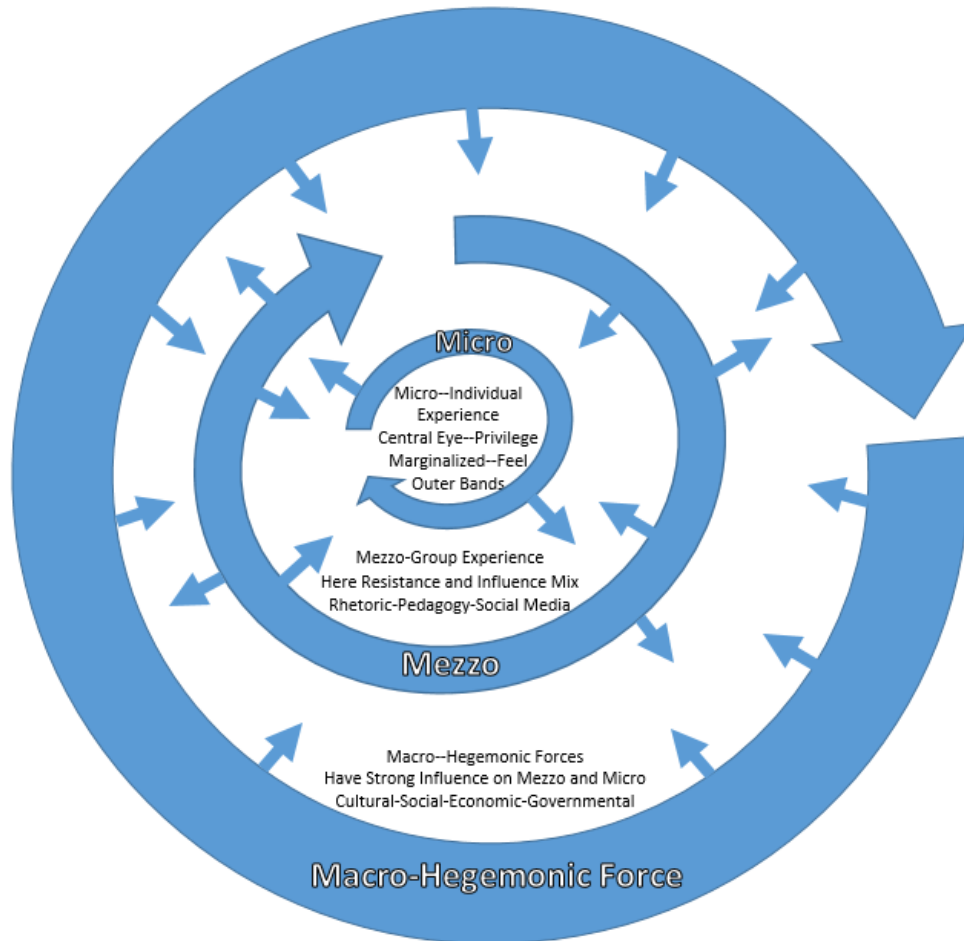 Micro
Micro--Individual
Experience
Central Eye--Privilege
Marginalized--Feel
Outer Bands
Mezzo-Group Experience
Here Resistance and Influence Mix
Rhetoric-Pedagogy-Social Media
Mezzo
Macro--Hegemonic Forces
Have Strong Influence on Mezzo and Micro
Cultural-Social-Economic-Governmental
Macro-Hegemonic Force